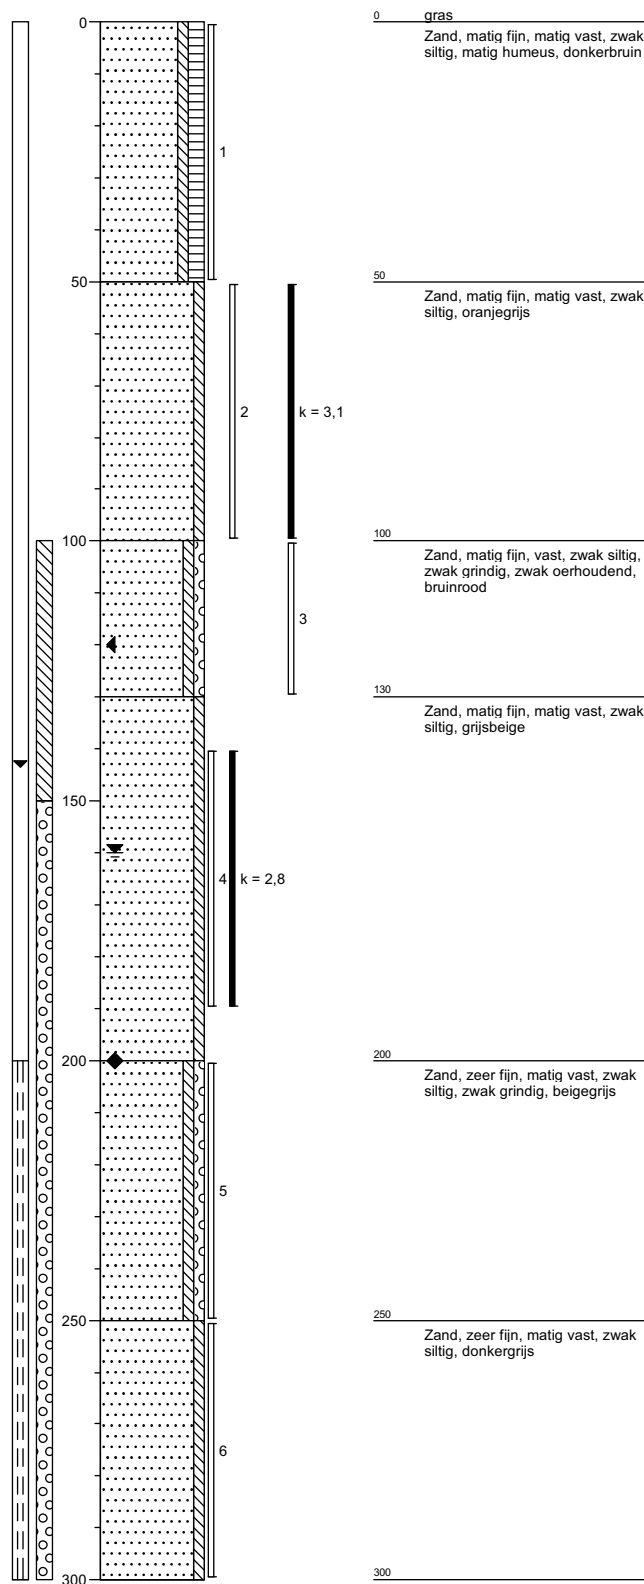 0
0
gras
Zand, matig fijn, matig vast, zwak
siltig, matig humeus, donkerbruin
1
50
50
Zand, matig fijn, matig vast, zwak
siltig, oranjegrijs
2
k = 3,1
100
100
Zand, matig fijn, vast, zwak siltig,
zwak grindig, zwak oerhoudend,
bruinrood
3
130
Zand, matig fijn, matig vast, zwak
siltig, grijsbeige
150
4
k = 2,8
200
200
Zand, zeer fijn, matig vast, zwak
siltig, zwak grindig, beigegrijs
5
250
250
Zand, zeer fijn, matig vast, zwak
siltig, donkergrijs
6
300
300